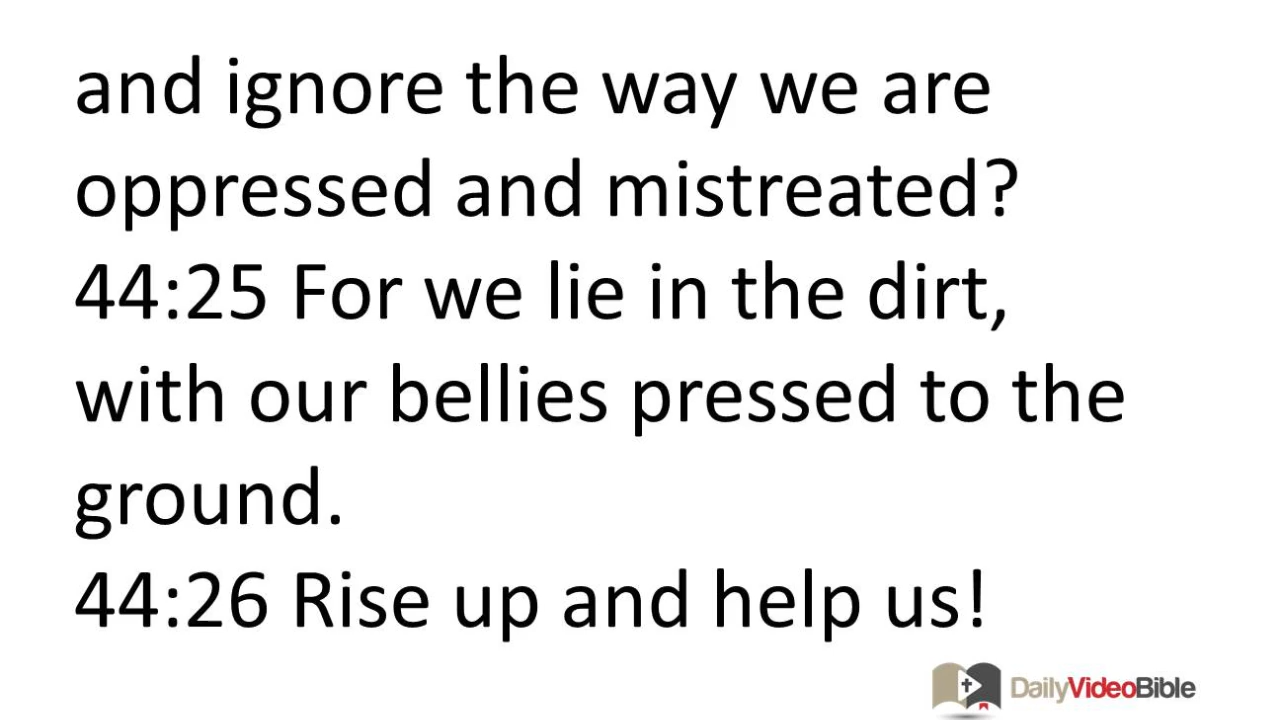 and ignore the way we are
oppressed and mistreated?
44:25 For we lie in the dirt,
with our bellies pressed to the
ground.
44:26 Rise up and help us!
DailyVideoBible